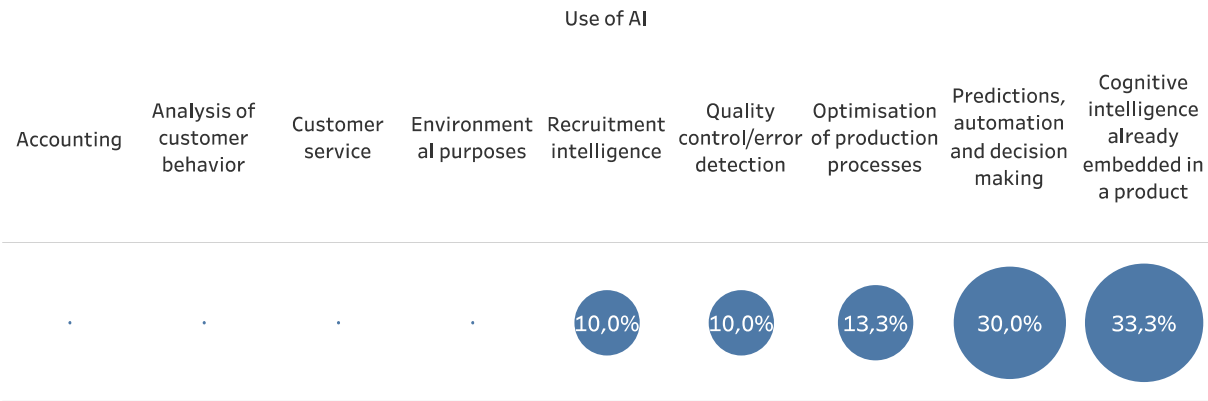 Use of AI
Accounting
Analysis of
customer
behavior
Customer
service
Environment
al purposes
Recruitment
intelligence
Quality
control/error
detection
Optimisation
of production
processes
Predictions,
automation
and decision
making
Cognitive
intelligence
already
embedded in
a product
10,0%
10,0%
13,3%
30,0%
33,3%